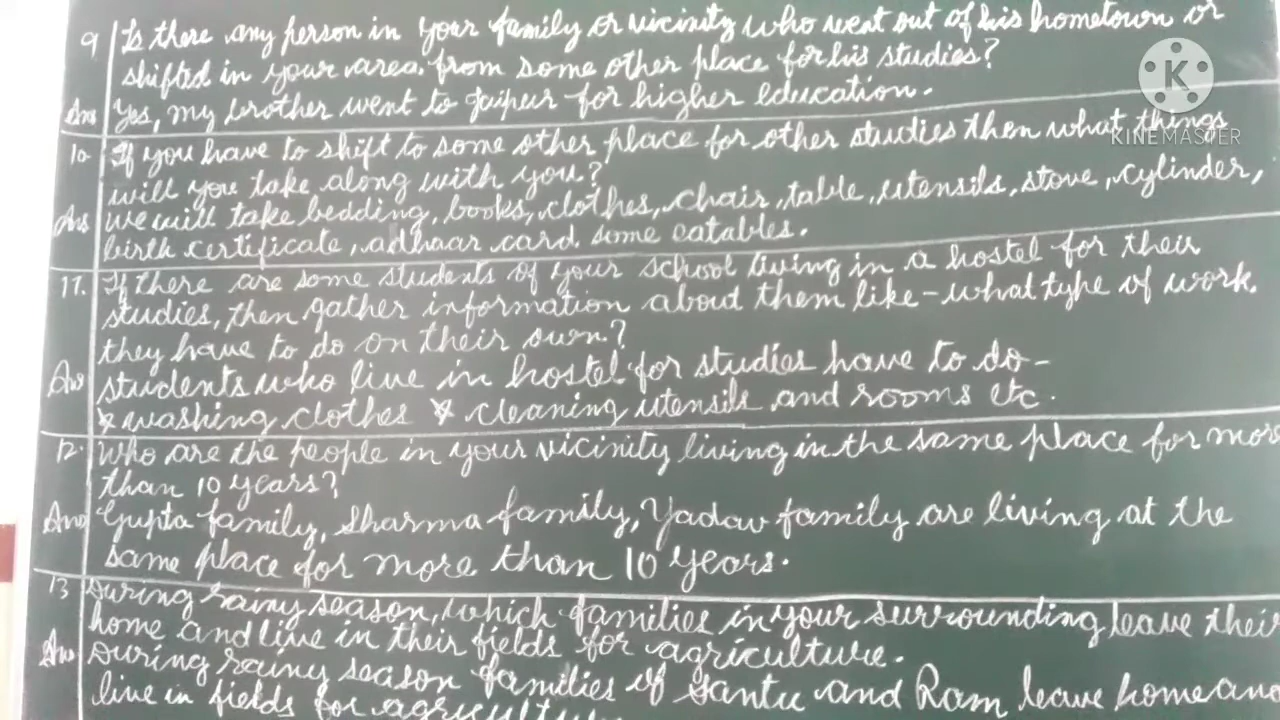 9 Is there any person in your family or vicinity who went out of his hometown or
shifted in your area from some other place for his studies?
Ans Yes, my brother went to Jaipur for higher education.
10 If you have to shift to some other place for other studies then what things
will you take along with you?
Ans we will take bedding, books, clothes, chair, table, utensils, stove, cylinder,
birth certificate, adhaar card, some eatables.
11. If there are some students of your school living in a hostel for their
studies, then gather information about them like - what type of work
they have to do on their own?
Ans students who live in hostel for studies have to do -
* washing clothes * cleaning utensils and rooms etc.
12. Who are the people in your vicinity living in the same place for more
than 10 years?
Ans Gupta family, Sharma family, Yadav family are living at the
same place for more than 10 years.
13 During rainy season, which families in your surrounding leave their
home and live in their fields for agriculture.
Ans During rainy season families of Santu and Ram leave home and
live in fields for agriculture
K
KINEMASTER